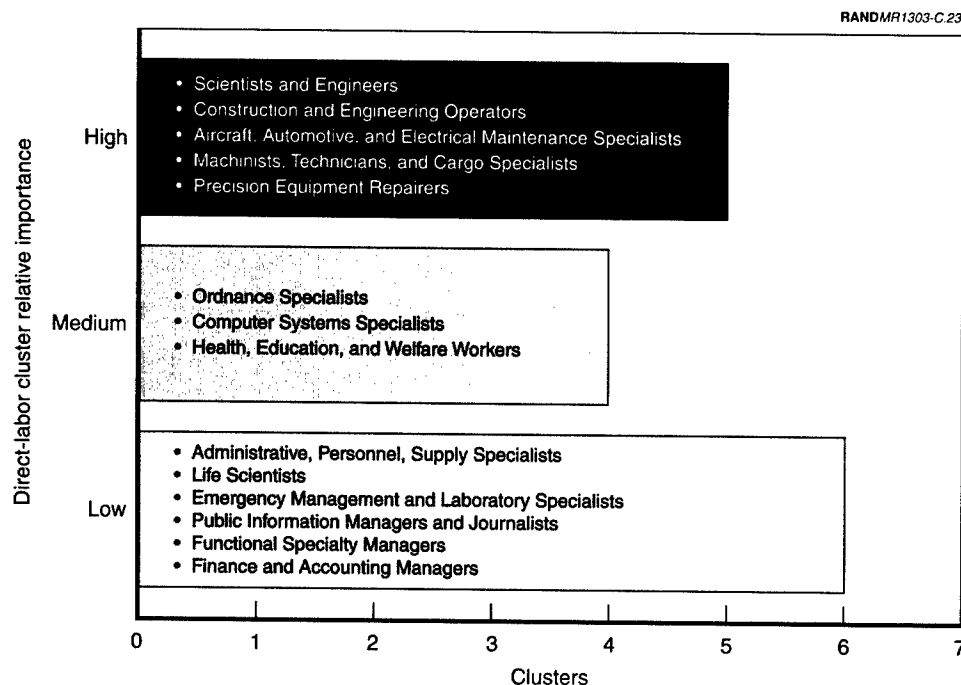 RANDMR1303-C.23
Direct-labor cluster relative importance
High
• Scientists and Engineers
• Construction and Engineering Operators
• Aircraft, Automotive, and Electrical Maintenance Specialists
• Machinists, Technicians, and Cargo Specialists
• Precision Equipment Repairers
Medium
• Ordnance Specialists
• Computer Systems Specialists
• Health, Education, and Welfare Workers
Low
• Administrative, Personnel, Supply Specialists
• Life Scientists
• Emergency Management and Laboratory Specialists
• Public Information Managers and Journalists
• Functional Specialty Managers
• Finance and Accounting Managers
0 1 2 3 4 5 6 7
Clusters